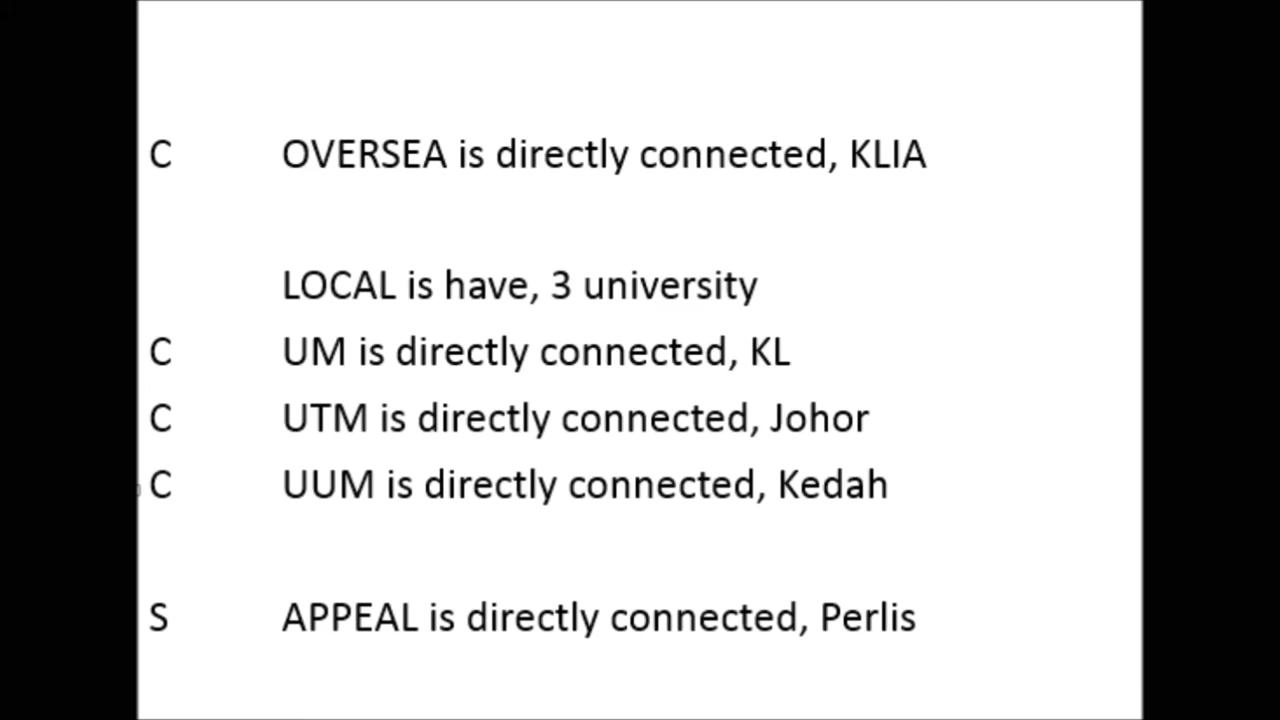 C OVERSEA is directly connected, KLIA
LOCAL is have, 3 university
C UM is directly connected, KL
C UTM is directly connected, Johor
C UUM is directly connected, Kedah
S APPEAL is directly connected, Perlis